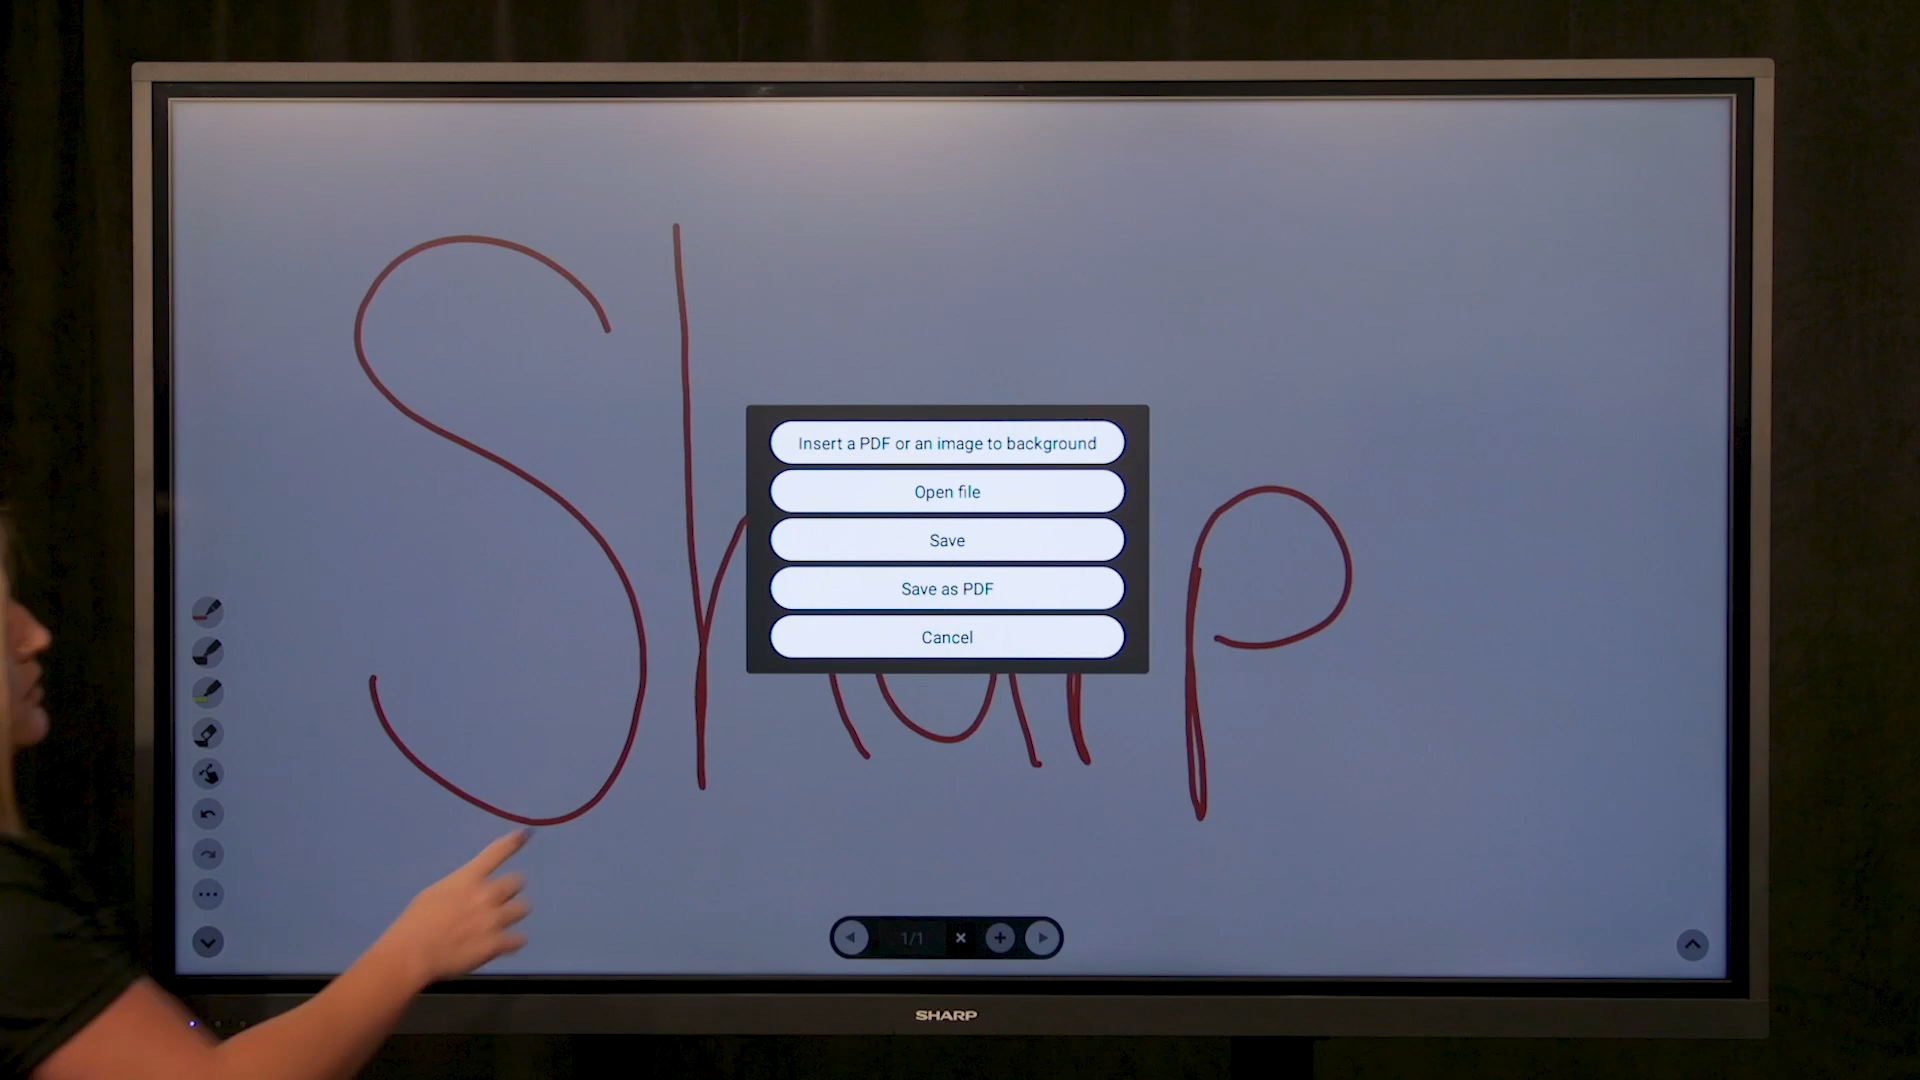 Sharp
Insert a PDF or an image to background
Open file
Save
Save as PDF
Cancel
1/1
SHARP